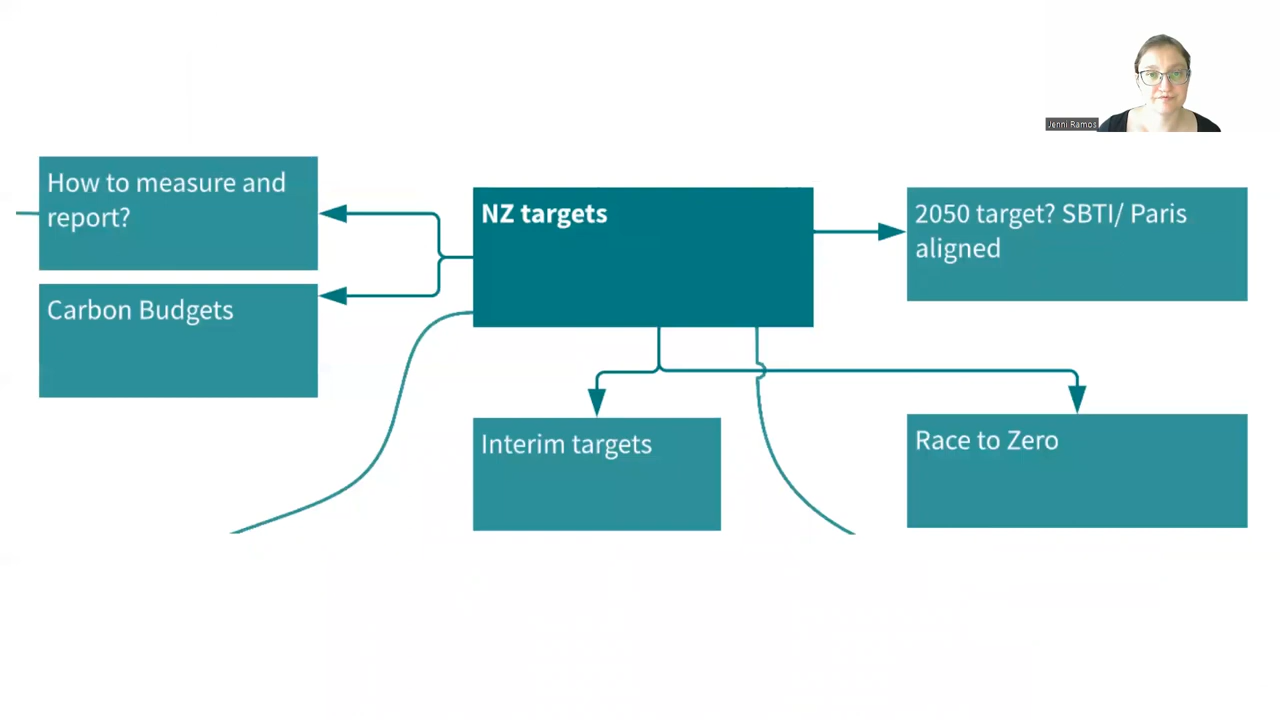 Jenni Ramos
How to measure and
report?
NZ targets
2050 target? SBTI/ Paris
aligned
Carbon Budgets
Interim targets
Race to Zero